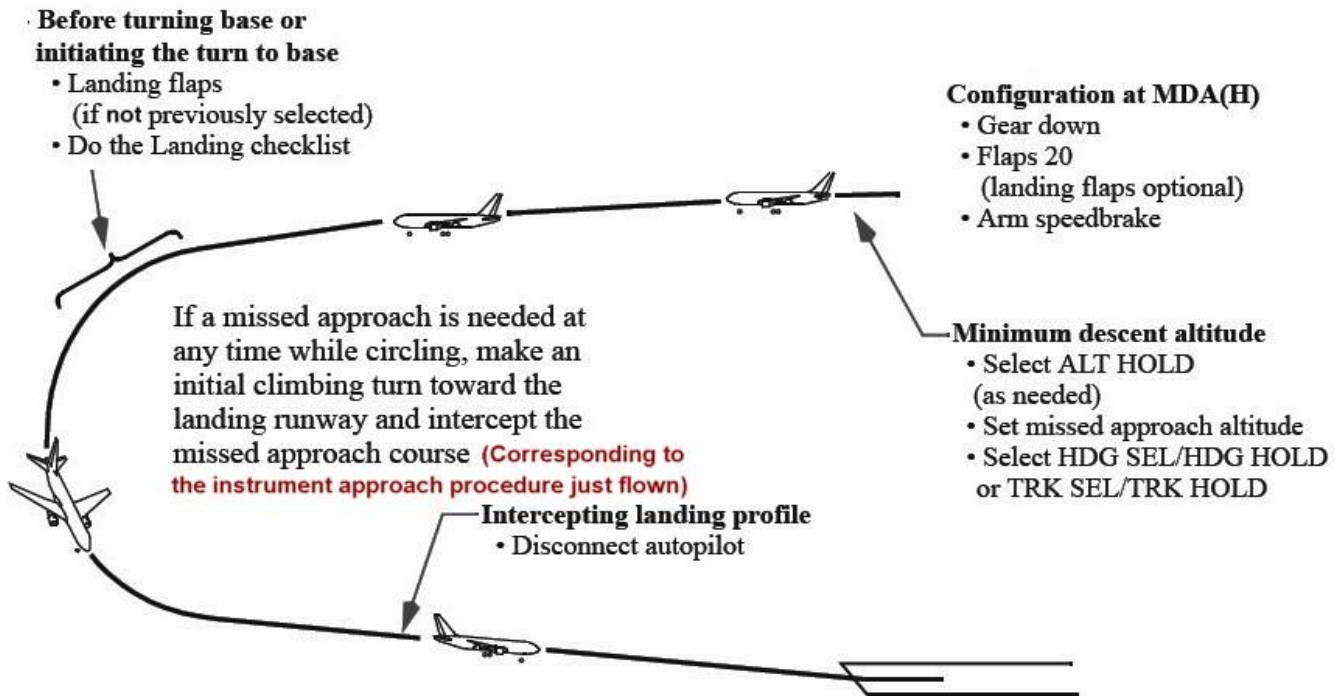 Before turning base or
initiating the turn to base
• Landing flaps
(if not previously selected)
• Do the Landing checklist
Configuration at MDA(H)
• Gear down
• Flaps 20
(landing flaps optional)
• Arm speedbrake
If a missed approach is needed at
any time while circling, make an
initial climbing turn toward the
landing runway and intercept the
missed approach course (Corresponding to
the instrument approach procedure just flown)
Minimum descent altitude
• Select ALT HOLD
(as needed)
• Set missed approach altitude
• Select HDG SEL/HDG HOLD
or TRK SEL/TRK HOLD
Intercepting landing profile
• Disconnect autopilot